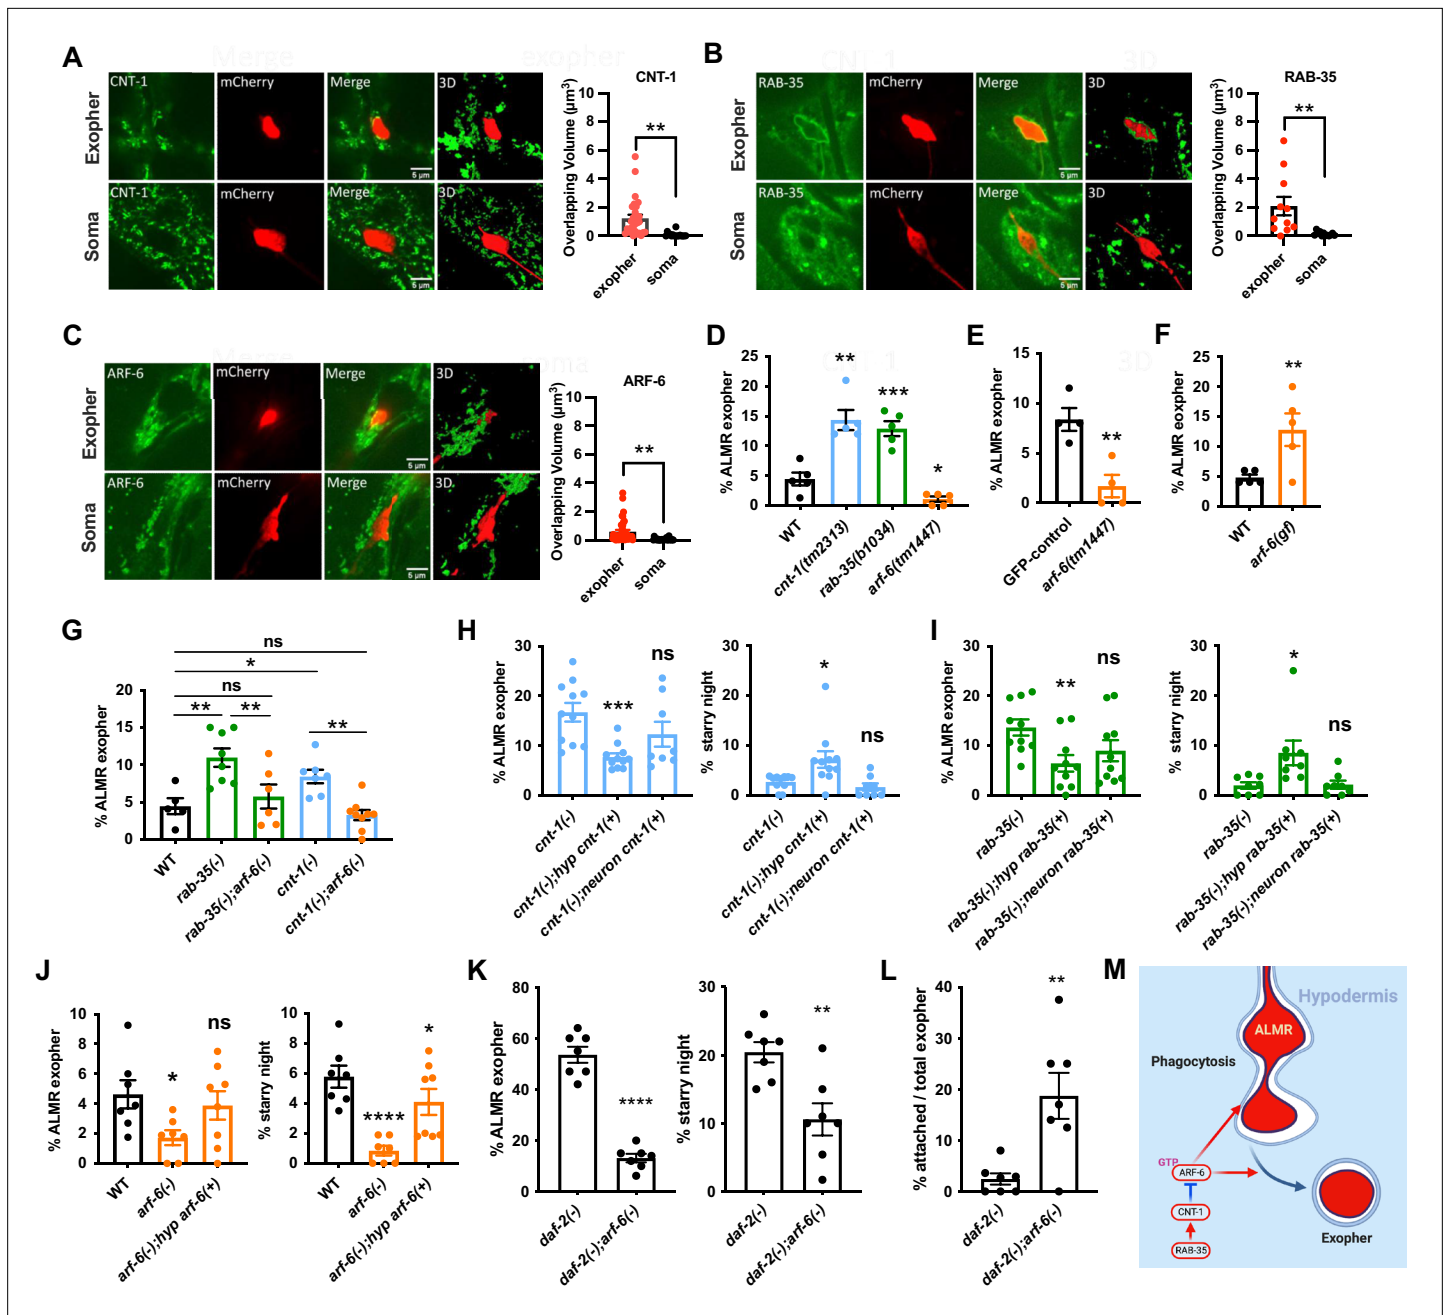 A
CNT-1
mCherry
Merge
3D
Exopher
5 μm
CNT-1
mCherry
Merge
3D
Soma
5 μm
CNT-1
Overlapping Volume (μm³)
10
8
6
4
2
0
**
exopher
soma
B
RAB-35
mCherry
Merge
3D
Exopher
5 μm
RAB-35
mCherry
Merge
3D
Soma
5 μm
RAB-35
Overlapping Volume (μm³)
10
8
6
4
2
0
**
exopher
soma
C
ARF-6
mCherry
Merge
3D
Exopher
5 μm
ARF-6
mCherry
Merge
3D
Soma
5 μm
ARF-6
Overlapping Volume (μm³)
10
8
6
4
2
0
**
exopher
soma
D
% ALMR exopher
25
20
15
10
5
0
**
***
*
WT
cnt-1(tm2313)
rab-35(b1034)
arf-6(tm1447)
E
% ALMR exopher
15
10
5
0
**
GFP-control
arf-6(tm1447)
F
% ALMR eoxpher
25
20
15
10
5
0
**
WT
arf-6(gf)
G
% ALMR exopher
20
15
10
5
0
ns
*
ns
**
**
**
WT
rab-35(-)
rab-35(-);arf-6(-)
cnt-1(-)
cnt-1(-);arf-6(-)
H
% ALMR exopher
30
20
10
0
***
ns
cnt-1(-)
cnt-1(-);hyp cnt-1(+)
cnt-1(-);neuron cnt-1(+)
% starry night
30
20
10
0
*
ns
cnt-1(-)
cnt-1(-);hyp cnt-1(+)
cnt-1(-);neuron cnt-1(+)
I
% ALMR exopher
30
20
10
0
**
ns
rab-35(-)
rab-35(-);hyp rab-35(+)
rab-35(-);neuron rab-35(+)
% starry night
30
20
10
0
*
ns
rab-35(-)
rab-35(-);hyp rab-35(+)
rab-35(-);neuron rab-35(+)
J
% ALMR exopher
10
8
6
4
2
0
*
ns
WT
arf-6(-)
arf-6(-);hyp arf-6(+)
% starry night
10
8
6
4
2
0
****
*
WT
arf-6(-)
arf-6(-);hyp arf-6(+)
K
% ALMR exopher
80
60
40
20
0
****
daf-2(-)
daf-2(-);arf-6(-)
% starry night
30
20
10
0
**
daf-2(-)
daf-2(-);arf-6(-)
L
% attached / total exopher
40
30
20
10
0
**
daf-2(-)
daf-2(-);arf-6(-)
M
Hypodermis
ALMR
Phagocytosis
GTP
ARF-6
CNT-1
RAB-35
Exopher